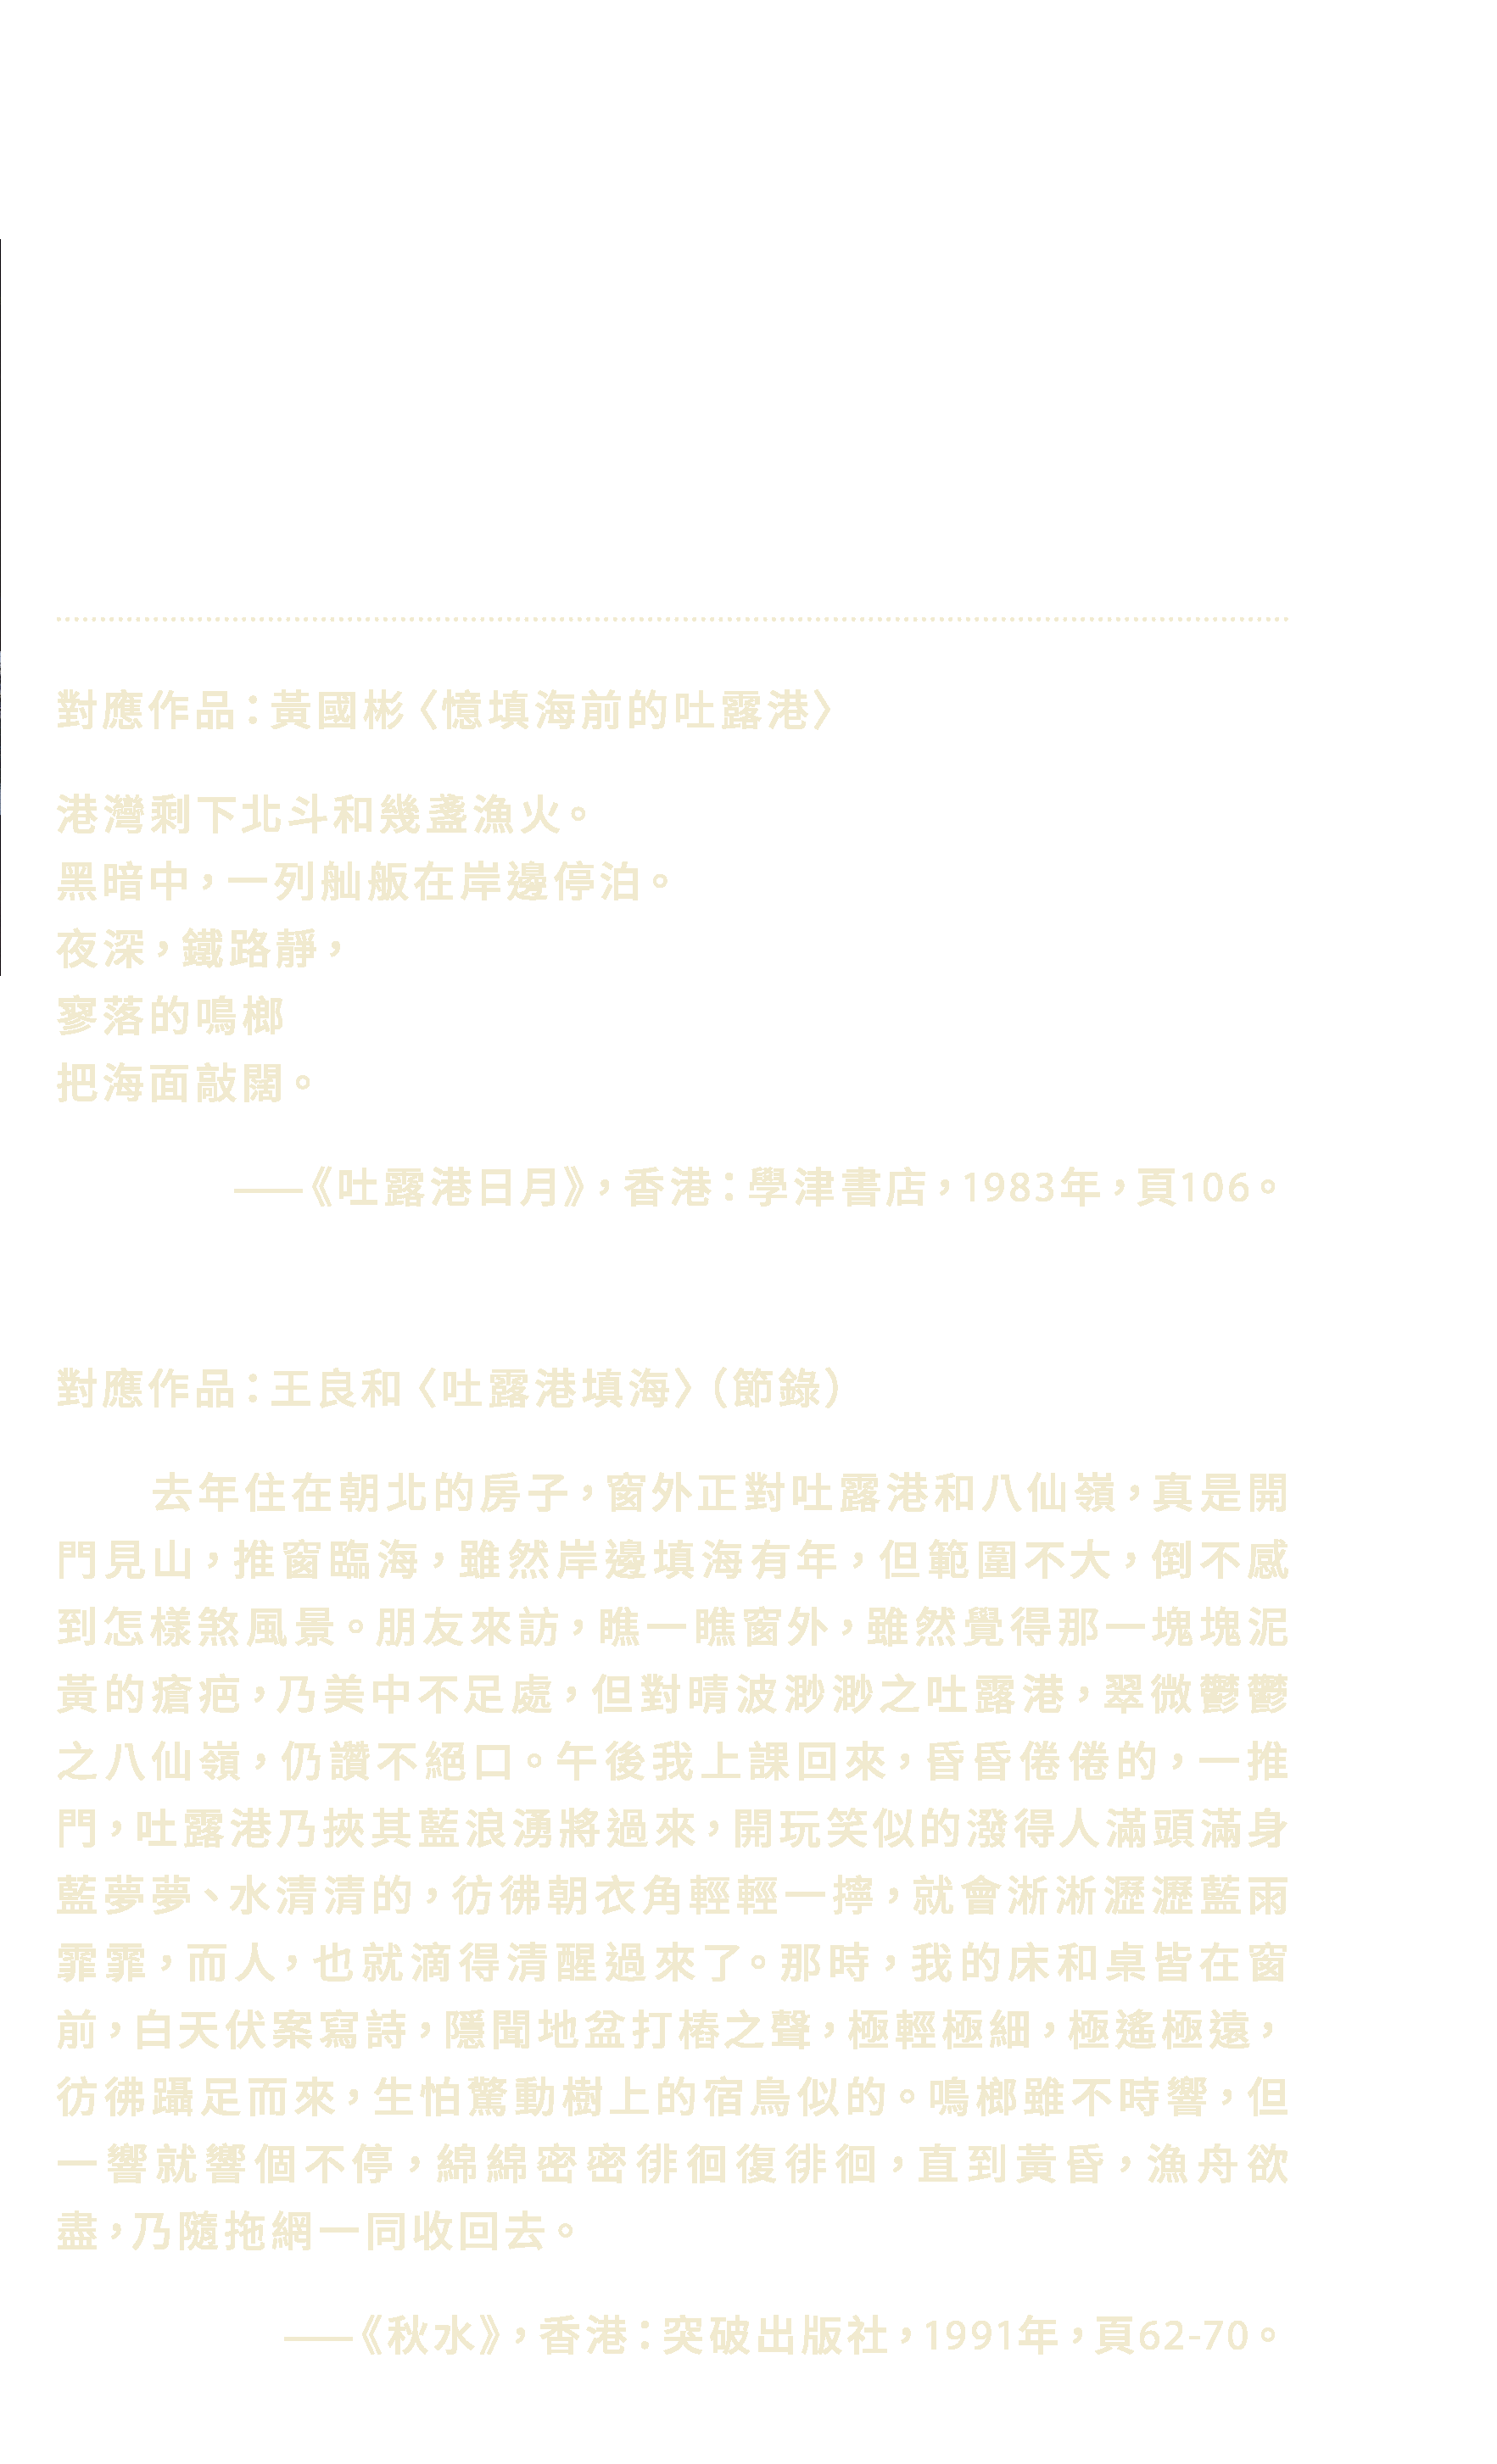 對應作品：黃國彬〈憶填海前的吐露港〉
港灣剩下北斗和幾盞漁火。
黑暗中，一列舢舨在岸邊停泊。
夜深，鐵路靜，
寥落的鳴榔
把海面敲闊。
——《吐露港日月》，香港：學津書店，1983年，頁106。
對應作品：王良和〈吐露港填海〉（節錄）
去年住在朝北的房子，窗外正對吐露港和八仙嶺，真是開
門見山，推窗臨海，雖然岸邊填海有年，但範圍不大，倒不感
到怎樣煞風景。朋友來訪，瞧一瞧窗外，雖然覺得那一塊塊泥
黃的瘡疤，乃美中不足處，但對晴波渺渺之吐露港，翠微鬱鬱
之八仙嶺，仍讚不絕口。午後我上課回來，昏昏倦倦的，一推
門，吐露港乃挾其藍浪湧將過來，開玩笑似的潑得人滿頭滿身
藍夢夢、水清清的，彷彿朝衣角輕輕一擰，就會淅淅瀝瀝藍雨
霏霏，而人，也就滴得清醒過來了。那時，我的床和桌皆在窗
前，白天伏案寫詩，隱聞地盆打樁之聲，極輕極細，極遙極遠，
彷彿躡足而來，生怕驚動樹上的宿鳥似的。鳴榔雖不時響，但
一響就響個不停，綿綿密密徘徊復徘徊，直到黃昏，漁舟欲
盡，乃隨拖網一同收回去。
——《秋水》，香港：突破出版社，1991年，頁62-70。